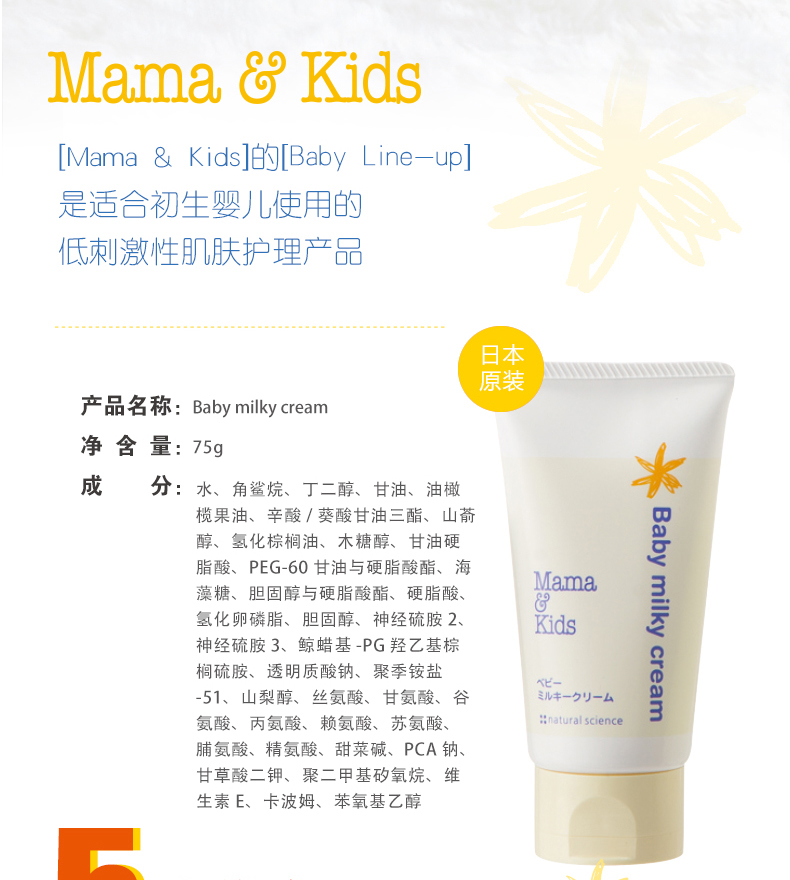 Mama & Kids
[Mama & Kids]的[Baby Line-up]
是适合初生婴儿使用的
低刺激性肌肤护理产品
日本
原装
产品名称：Baby milky cream
净含量：75g
成分：水、角鲨烷、丁二醇、甘油、油橄
榄果油、辛酸/葵酸甘油三酯、山嵛
醇、氢化棕榈油、木糖醇、甘油硬
脂酸、PEG-60 甘油与硬脂酸酯、海
藻糖、胆固醇与硬脂酸酯、硬脂酸、
氢化卵磷脂、胆固醇、神经硫胺 2、
神经硫胺 3、鲸蜡基 -PG 羟乙基棕
榈硫胺、透明质酸钠、聚季铵盐
-51、山梨醇、丝氨酸、甘氨酸、谷
氨酸、丙氨酸、赖氨酸、苏氨酸、
脯氨酸、精氨酸、甜菜碱、PCA 钠、
甘草酸二钾、聚二甲基矽氧烷、维
生素 E、卡波姆、苯氧基乙醇
Baby milky cream
Mama
&
Kids
ベビー
ミルキークリーム
natural science